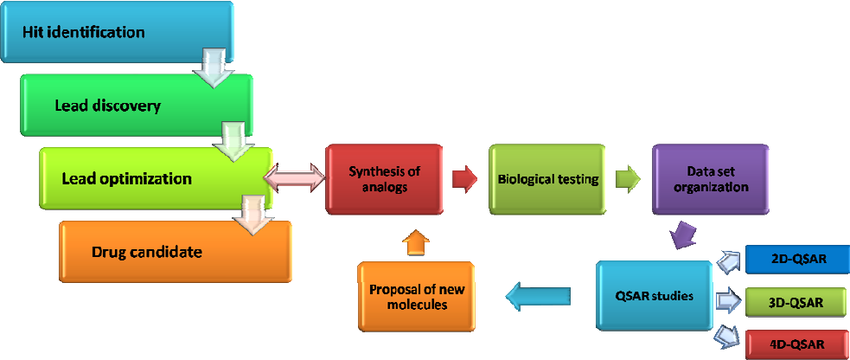 Hit identification
Lead discovery
Lead optimization
Drug candidate
Synthesis of
analogs
Biological testing
Data set
organization
QSAR studies
2D-QSAR
3D-QSAR
4D-QSAR
Proposal of new
molecules